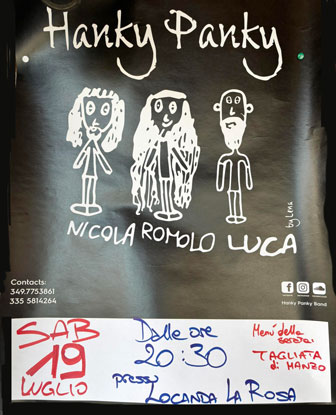 Hanky Panky
NICOLA ROMOLO LUCA
by Lena
Contacts:
349.7753861
335 5814264
Hanky Panky Band
SAB
19
LUGLIO
Dalle ore
20:30
presso
LOCANDA LA ROSA
Menù della
serata:
TAGLIATA
di MANZO